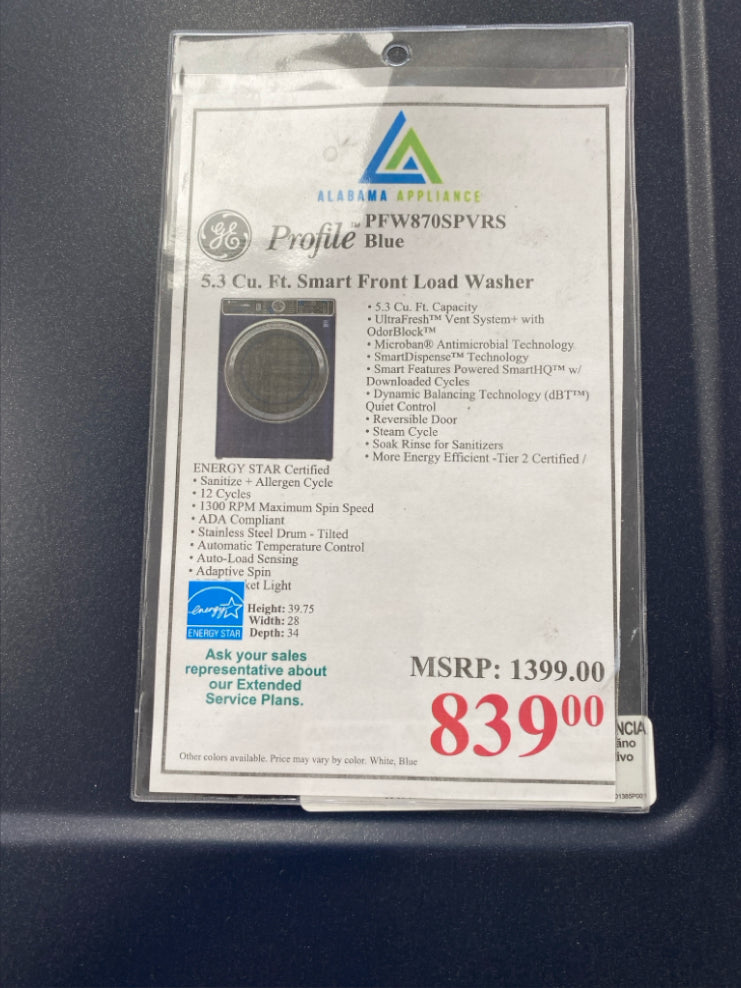 ALABAMA APPLIANCE
GE
Profile™ PFW870SPVRS
Blue
5.3 Cu. Ft. Smart Front Load Washer
• 5.3 Cu. Ft. Capacity
• UltraFresh™ Vent System+ with
OdorBlock™
• Microban® Antimicrobial Technology
• SmartDispense™ Technology
• Smart Features Powered SmartHQ™ w/
Downloaded Cycles
• Dynamic Balancing Technology (dBT™)
Quiet Control
• Reversible Door
• Steam Cycle
• Soak Rinse for Sanitizers
• More Energy Efficient -Tier 2 Certified /
ENERGY STAR Certified
• Sanitize + Allergen Cycle
• 12 Cycles
• 1300 RPM Maximum Spin Speed
• ADA Compliant
• Stainless Steel Drum - Tilted
• Automatic Temperature Control
• Auto-Load Sensing
• Adaptive Spin
Light
energy
ENERGY STAR
Height: 39.75
Width: 28
Depth: 34
Ask your sales
representative about
our Extended
Service Plans.
MSRP: 1399.00
839⁰⁰
Other colors available. Price may vary by color. White, Blue